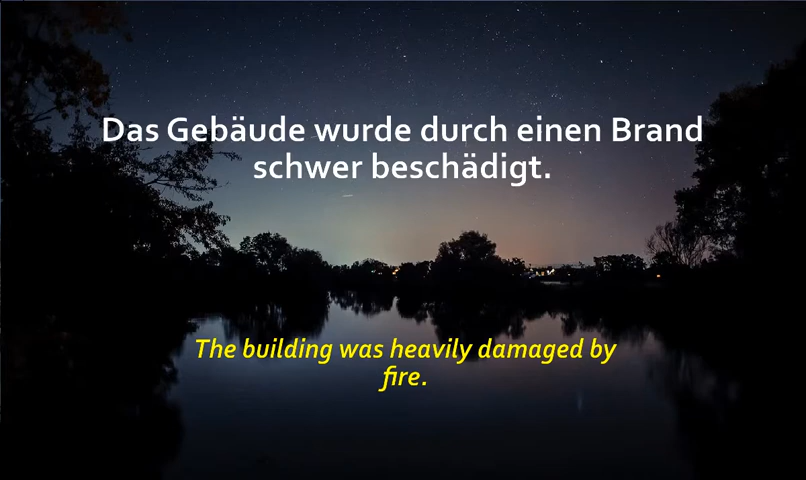 Das Gebäude wurde durch einen Brand
schwer beschädigt.
The building was heavily damaged by
fire.